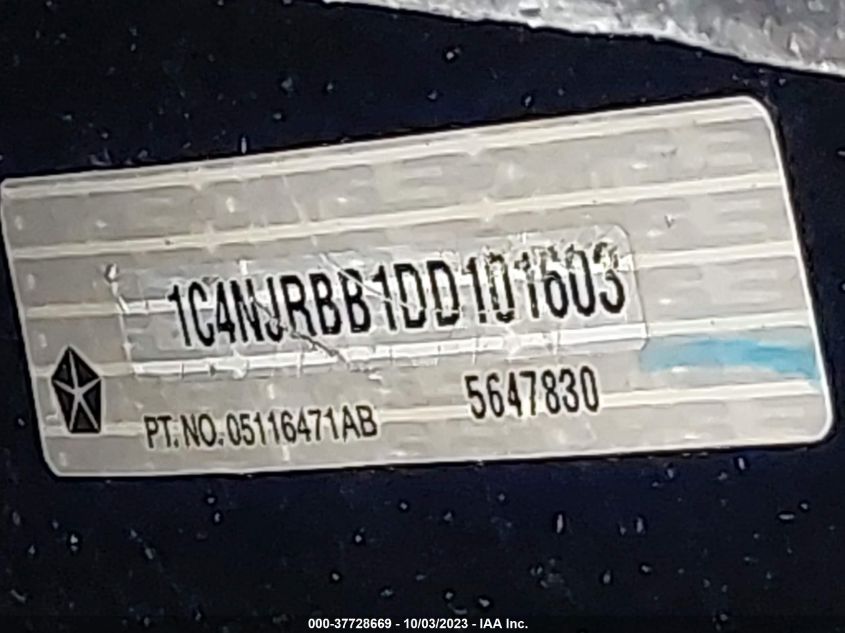 1C4NJRBB1DD101603
5647830
PT. NO. 05116471AB
000-37728669 - 10/03/2023 - IAA Inc.